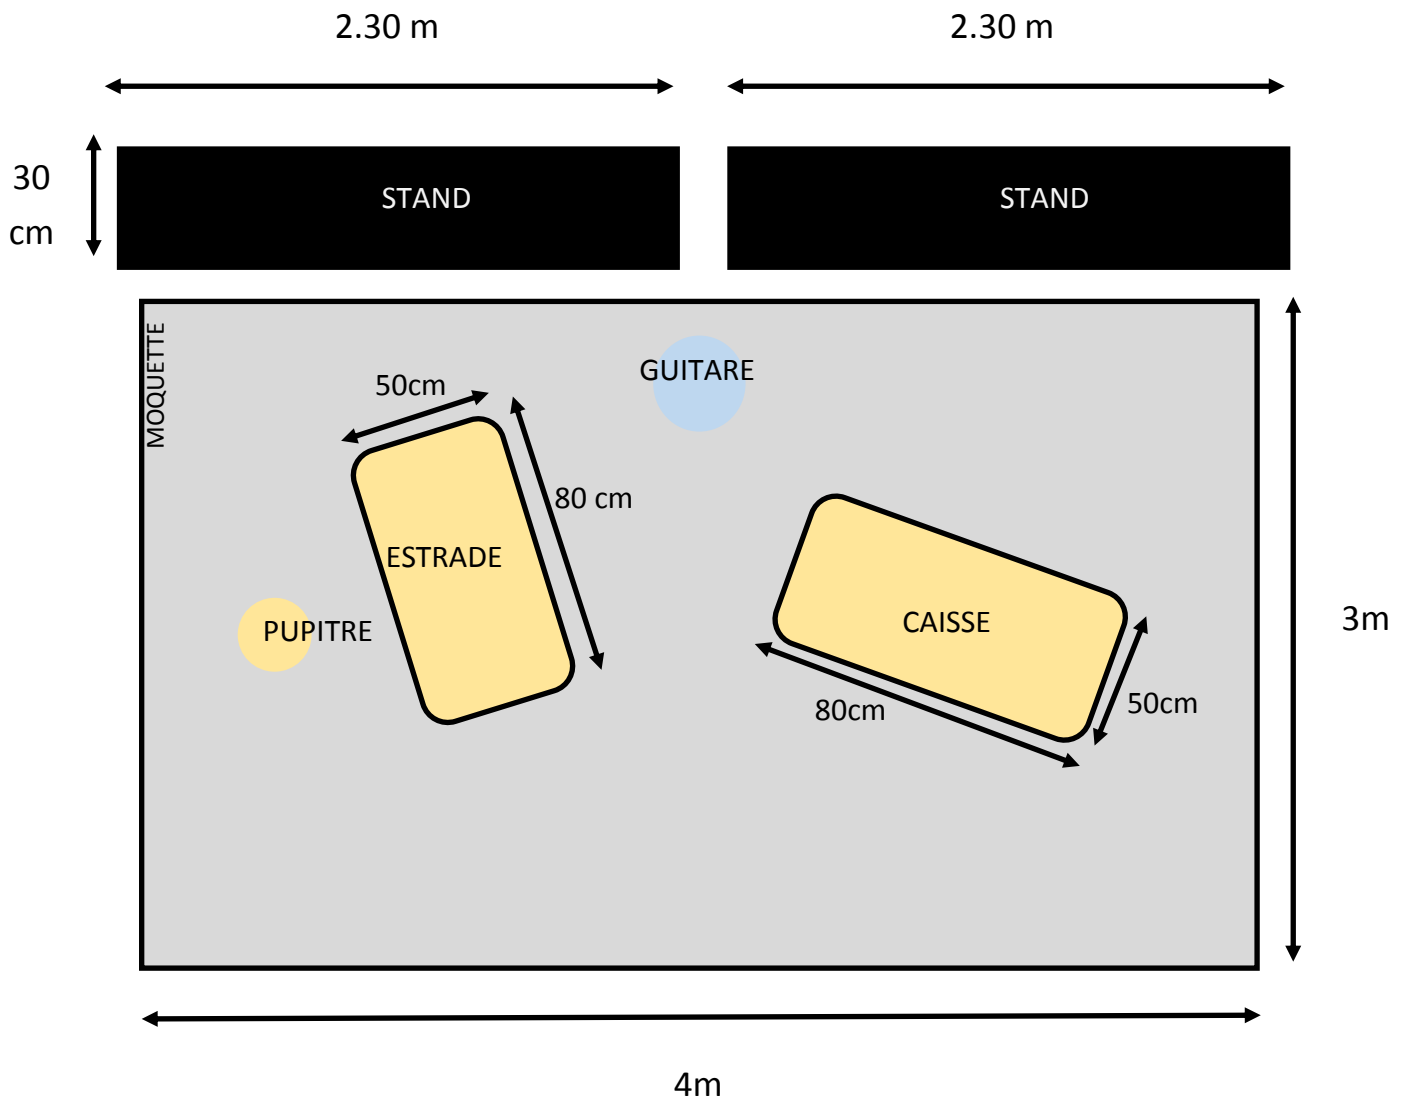 2.30 m
2.30 m
30
cm
STAND
STAND
MOQUETTE
GUITARE
50cm
80 cm
ESTRADE
PUPITRE
CAISSE
3m
80cm
50cm
4m